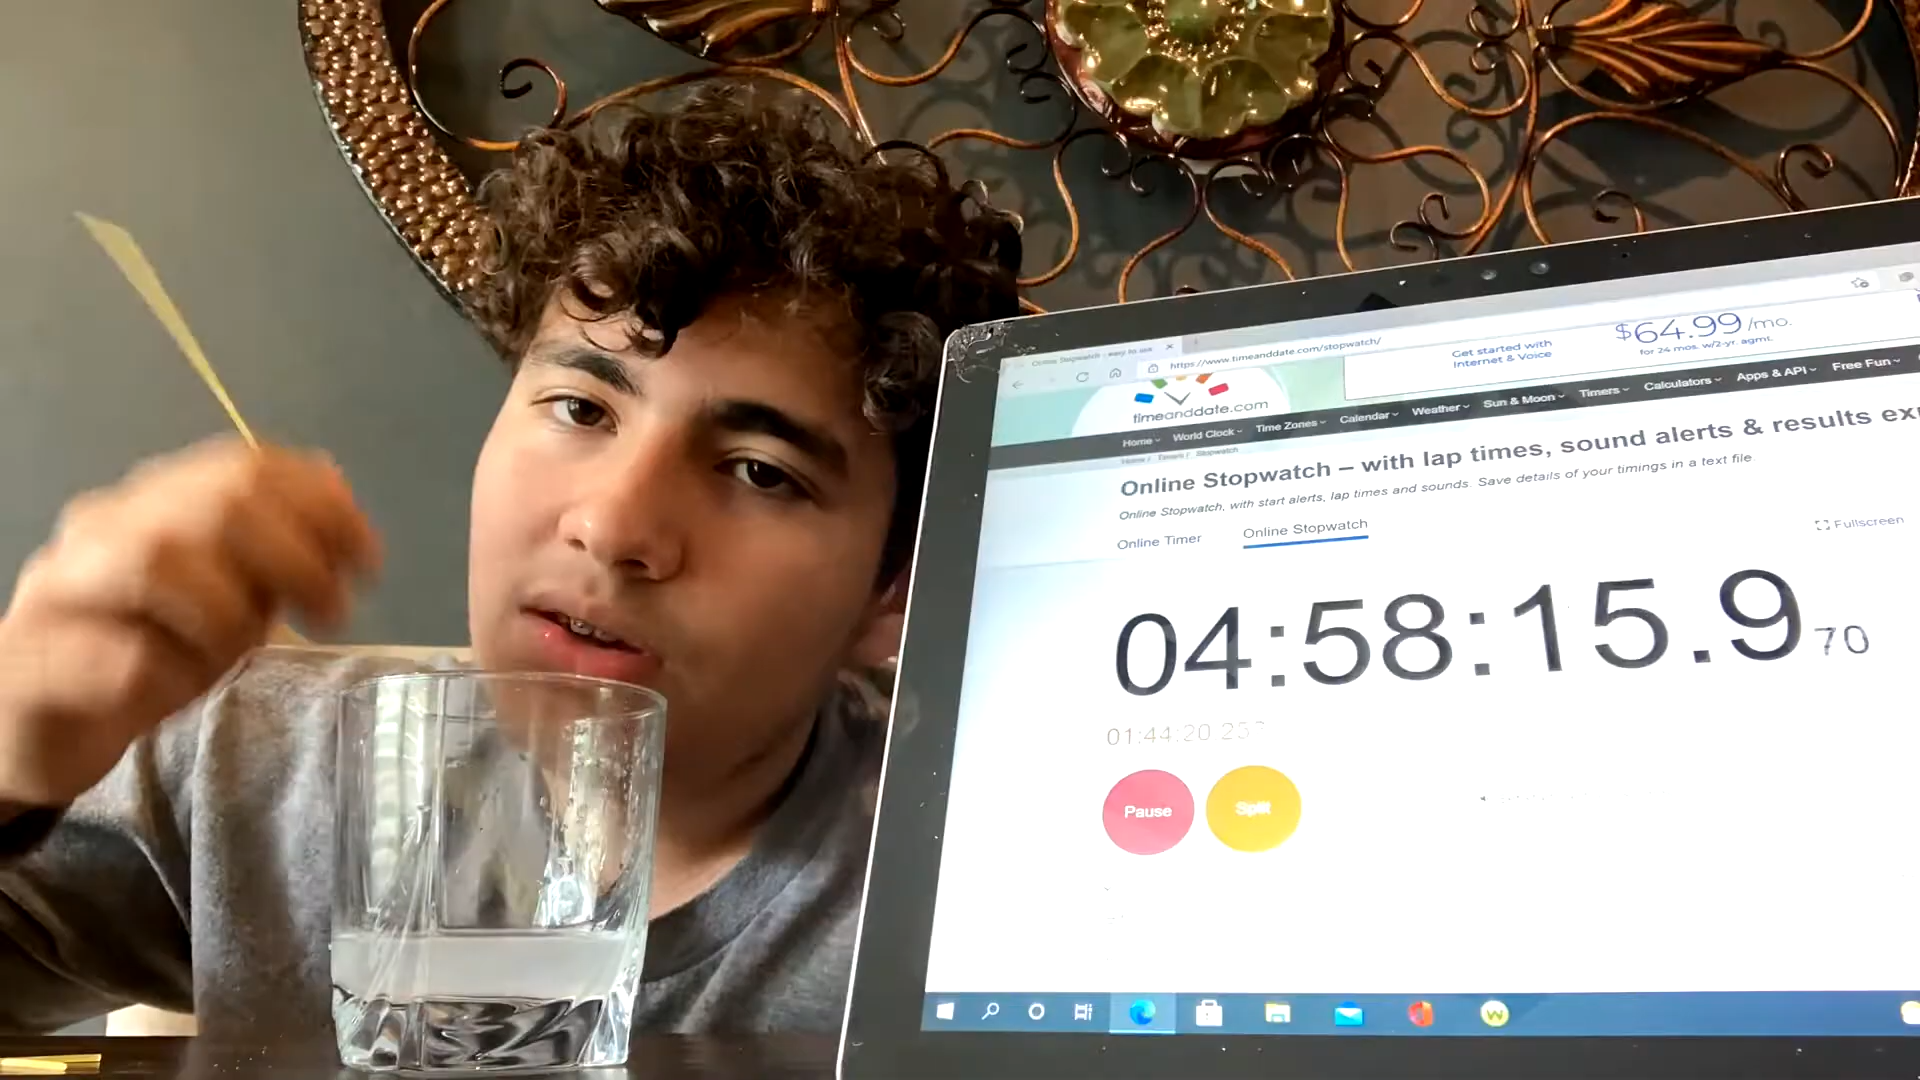 Online Stopwatch - easy to use
https://www.timeanddate.com/stopwatch/
Get started with
Internet & Voice
$64.99/mo.
for 24 mos. w/2-yr. agmt.
timeanddate.com
Home World Clock Time Zones Calendar Weather Sun & Moon Timers Calculators Apps & API Free Fun
Home / Timers / Stopwatch
Online Stopwatch – with lap times, sound alerts & results
Online Stopwatch, with start alerts, lap times and sounds. Save details of your timings in a text file.
Online Timer Online Stopwatch
Fullscreen
04:58:15.970
01:44:20
Pause Split